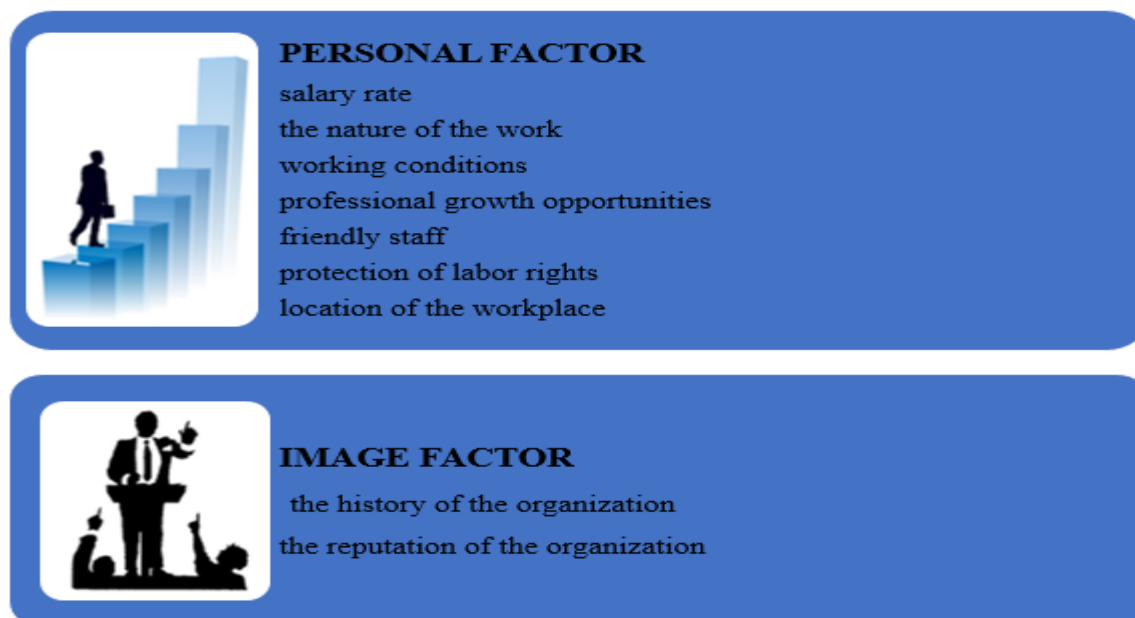 PERSONAL FACTOR
salary rate
the nature of the work
working conditions
professional growth opportunities
friendly staff
protection of labor rights
location of the workplace
IMAGE FACTOR
the history of the organization
the reputation of the organization